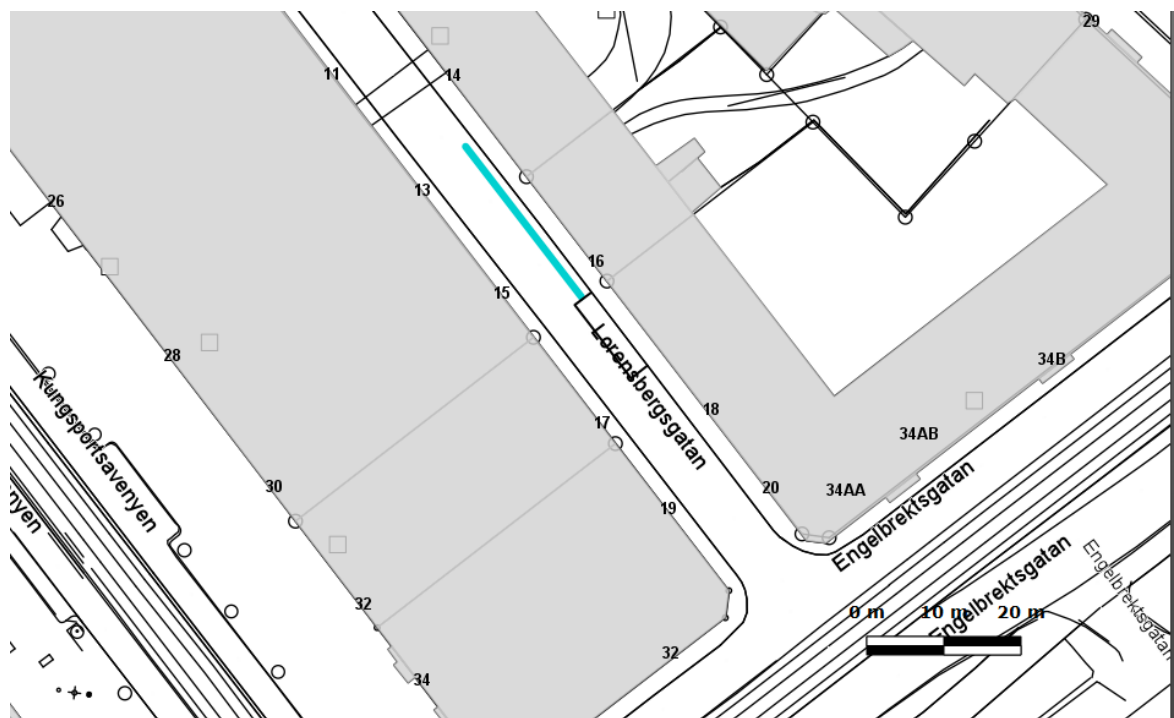 29
11
14
13
26
16
15
28
Lorensbergsgatan
34B
18
17
34AB
Kungsportsavenyen
nyen
30
20
34AA
19
Engelbrektsgatan
Engelbrektsgatan
Engelbrektsgatan
32
0 m 10 m 20 m
32
34